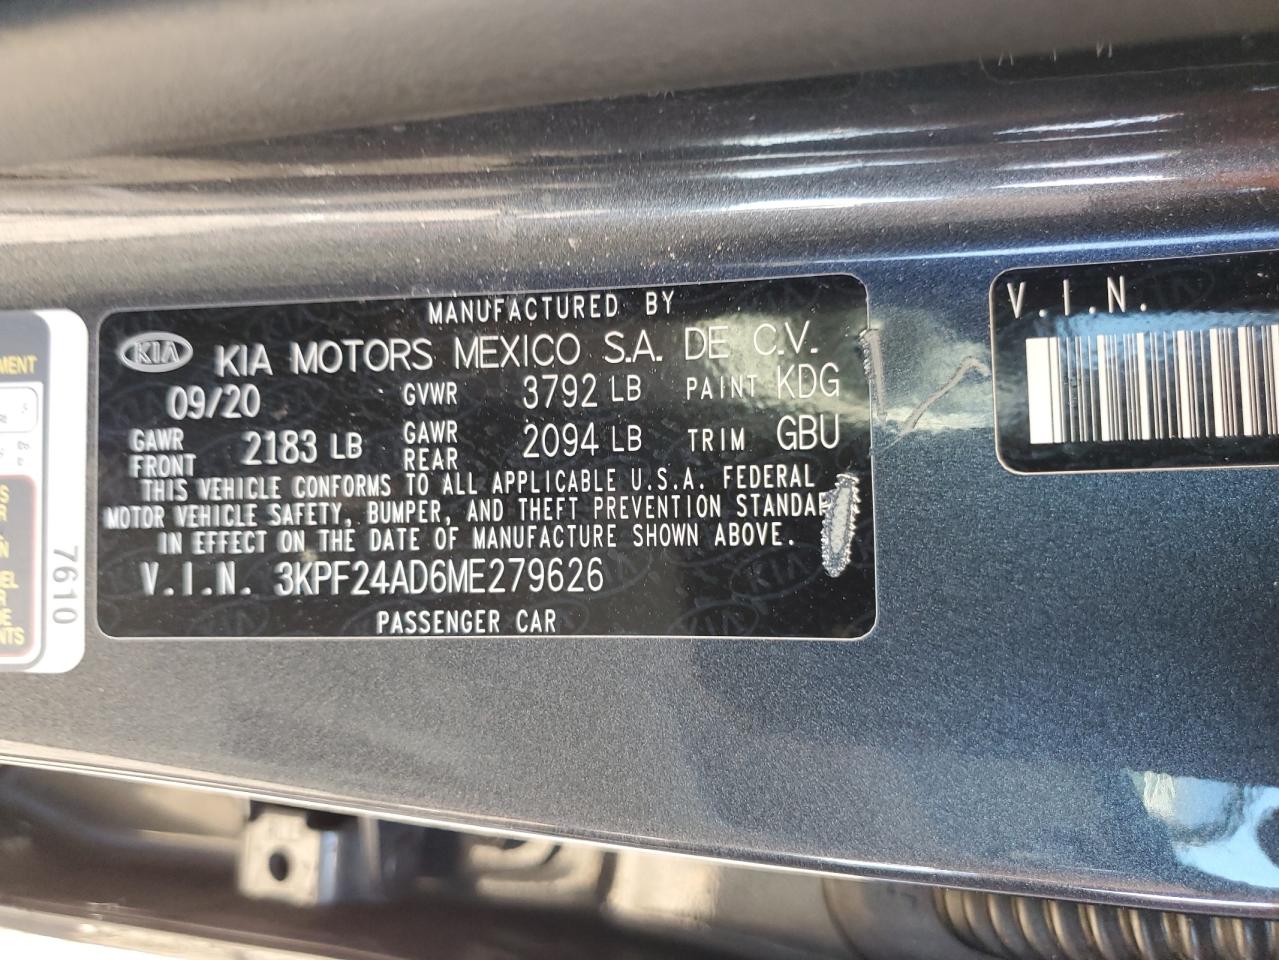 MANUFACTURED BY
KIA KIA MOTORS MEXICO S.A. DE C.V.
09/20 GVWR 3792 LB PAINT KDG
GAWR FRONT 2183 LB GAWR REAR 2094 LB TRIM GBU
THIS VEHICLE CONFORMS TO ALL APPLICABLE U.S.A. FEDERAL
MOTOR VEHICLE SAFETY, BUMPER, AND THEFT PREVENTION STANDAR
IN EFFECT ON THE DATE OF MANUFACTURE SHOWN ABOVE.
V.I.N. 3KPF24AD6ME279626
PASSENGER CAR
V.I.N.
MENT
7610